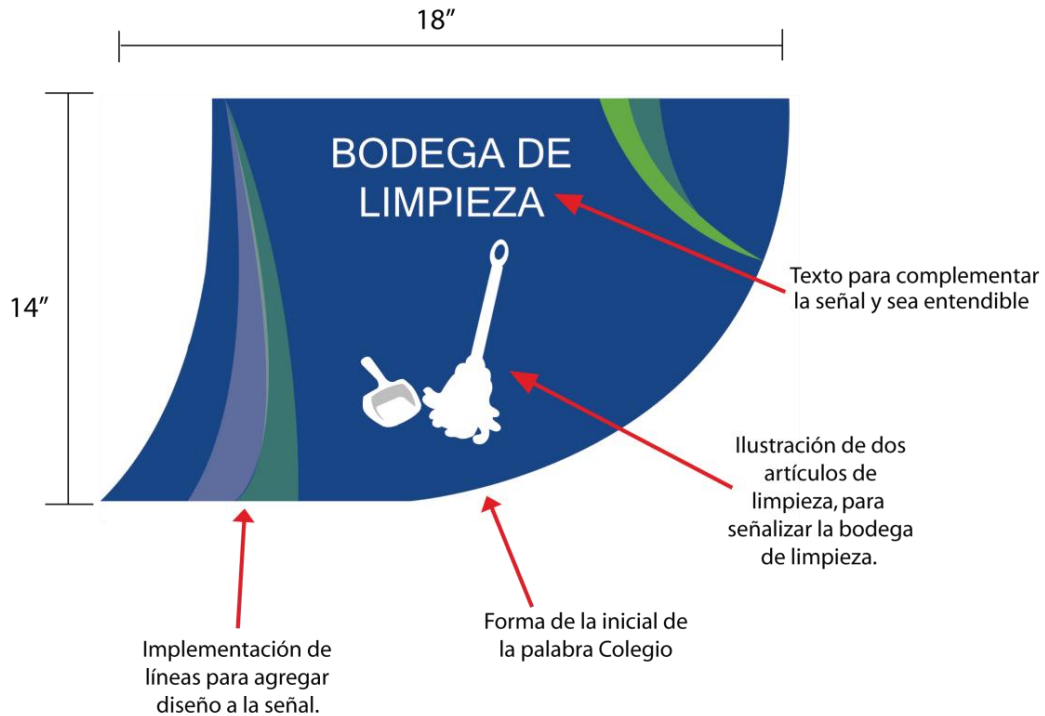 18”
14”
BODEGA DE
LIMPIEZA
Texto para complementar
la señal y sea entendible
Ilustración de dos
artículos de
limpieza, para
señalizar la bodega
de limpieza.
Forma de la inicial de
la palabra Colegio
Implementación de
líneas para agregar
diseño a la señal.